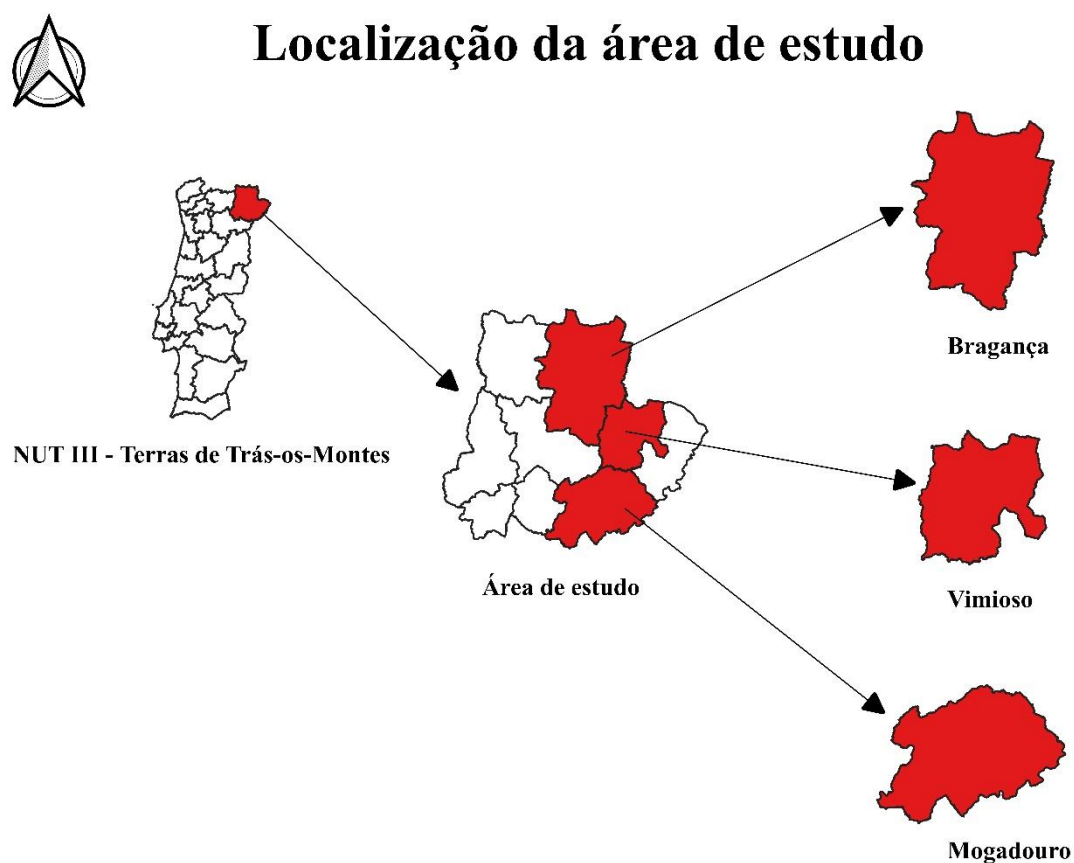 Localização da área de estudo
Bragança
NUT III - Terras de Trás-os-Montes
Área de estudo
Vimioso
Mogadouro